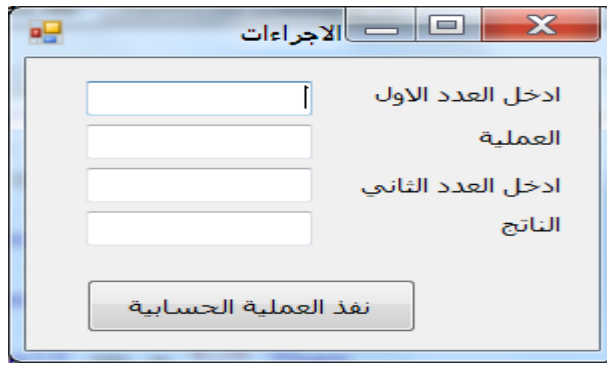 الاجراءات
ادخل العدد الاول
العملية
ادخل العدد الثاني
الناتج
نفذ العملية الحسابية